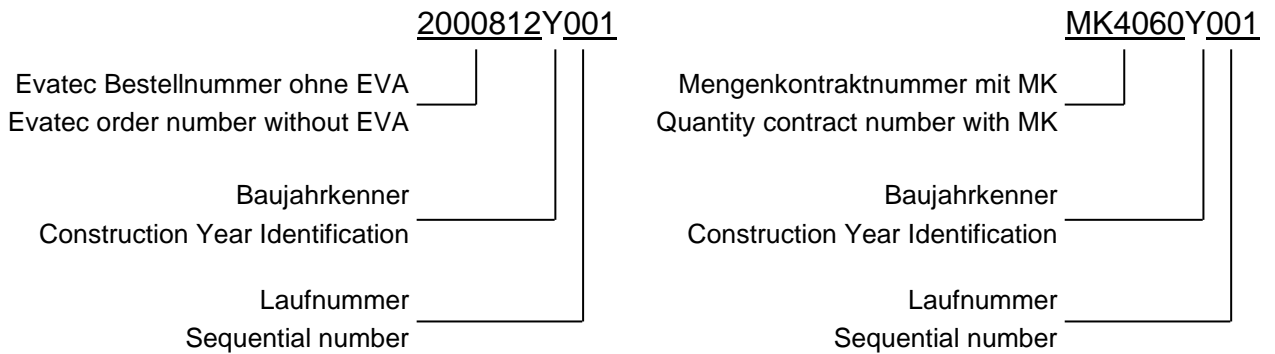 2000812Y001
Evatec Bestellnummer ohne EVA
Evatec order number without EVA
Baujahrkenner
Construction Year Identification
Laufnummer
Sequential number
MK4060Y001
Mengenkontraktnummer mit MK
Quantity contract number with MK
Baujahrkenner
Construction Year Identification
Laufnummer
Sequential number